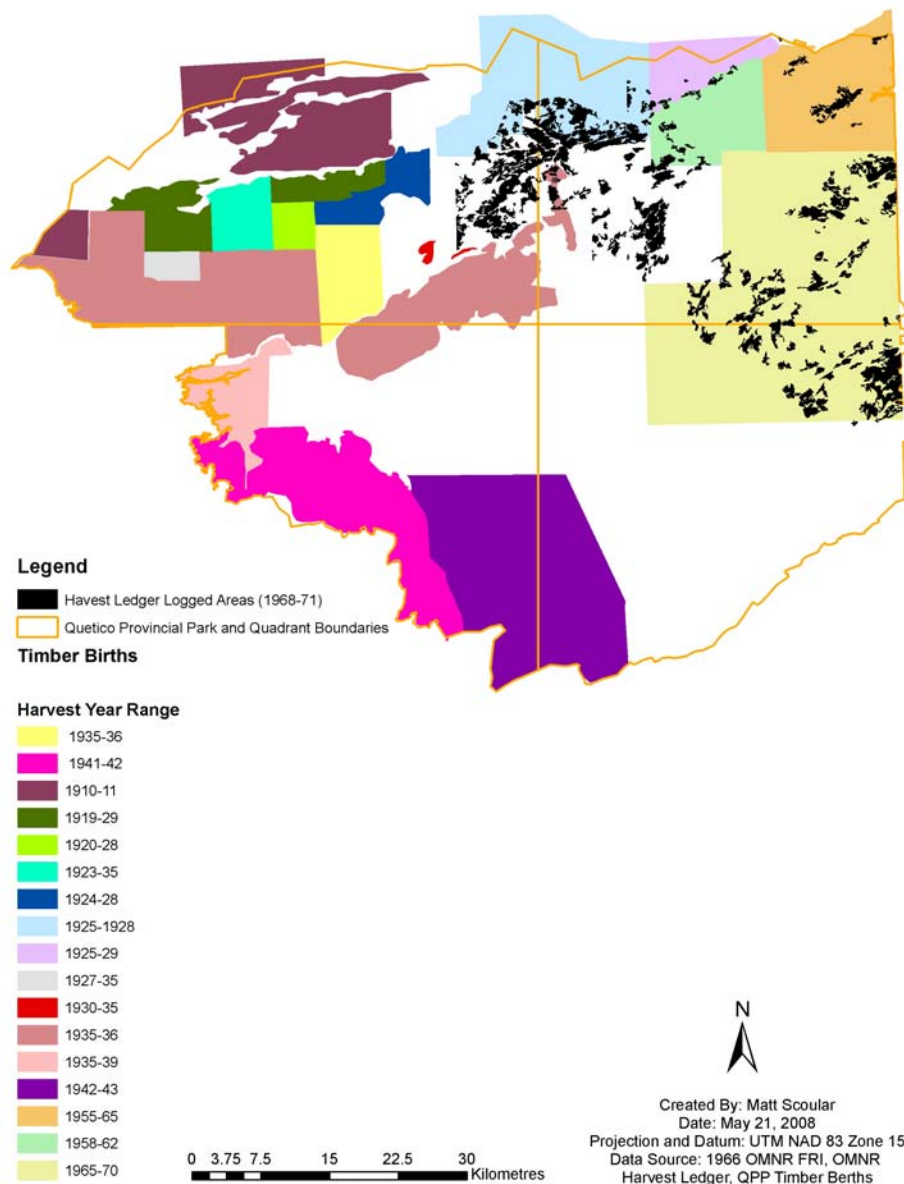 Legend
Havest Ledger Logged Areas (1968-71)
Quetico Provincial Park and Quadrant Boundaries
Timber Births
Harvest Year Range
1935-36
1941-42
1910-11
1919-29
1920-28
1923-35
1924-28
1925-1928
1925-29
1927-35
1930-35
1935-36
1935-39
1942-43
1955-65
1958-62
1965-70
0 3.75 7.5 15 22.5 30
Kilometres
N
Created By: Matt Scoular
Date: May 21, 2008
Projection and Datum: UTM NAD 83 Zone 15
Data Source: 1966 OMNR FRI, OMNR
Harvest Ledger, QPP Timber Berths